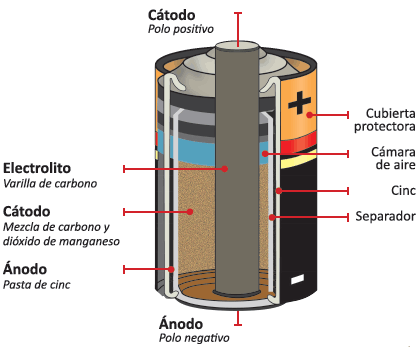 Cátodo
Polo positivo
Cubierta
protectora
Cámara
de aire
Electrolito
Varilla de carbono
Cinc
Cátodo
Mezcla de carbono y
dióxido de manganeso
Separador
Ánodo
Pasta de cinc
Ánodo
Polo negativo
+
-